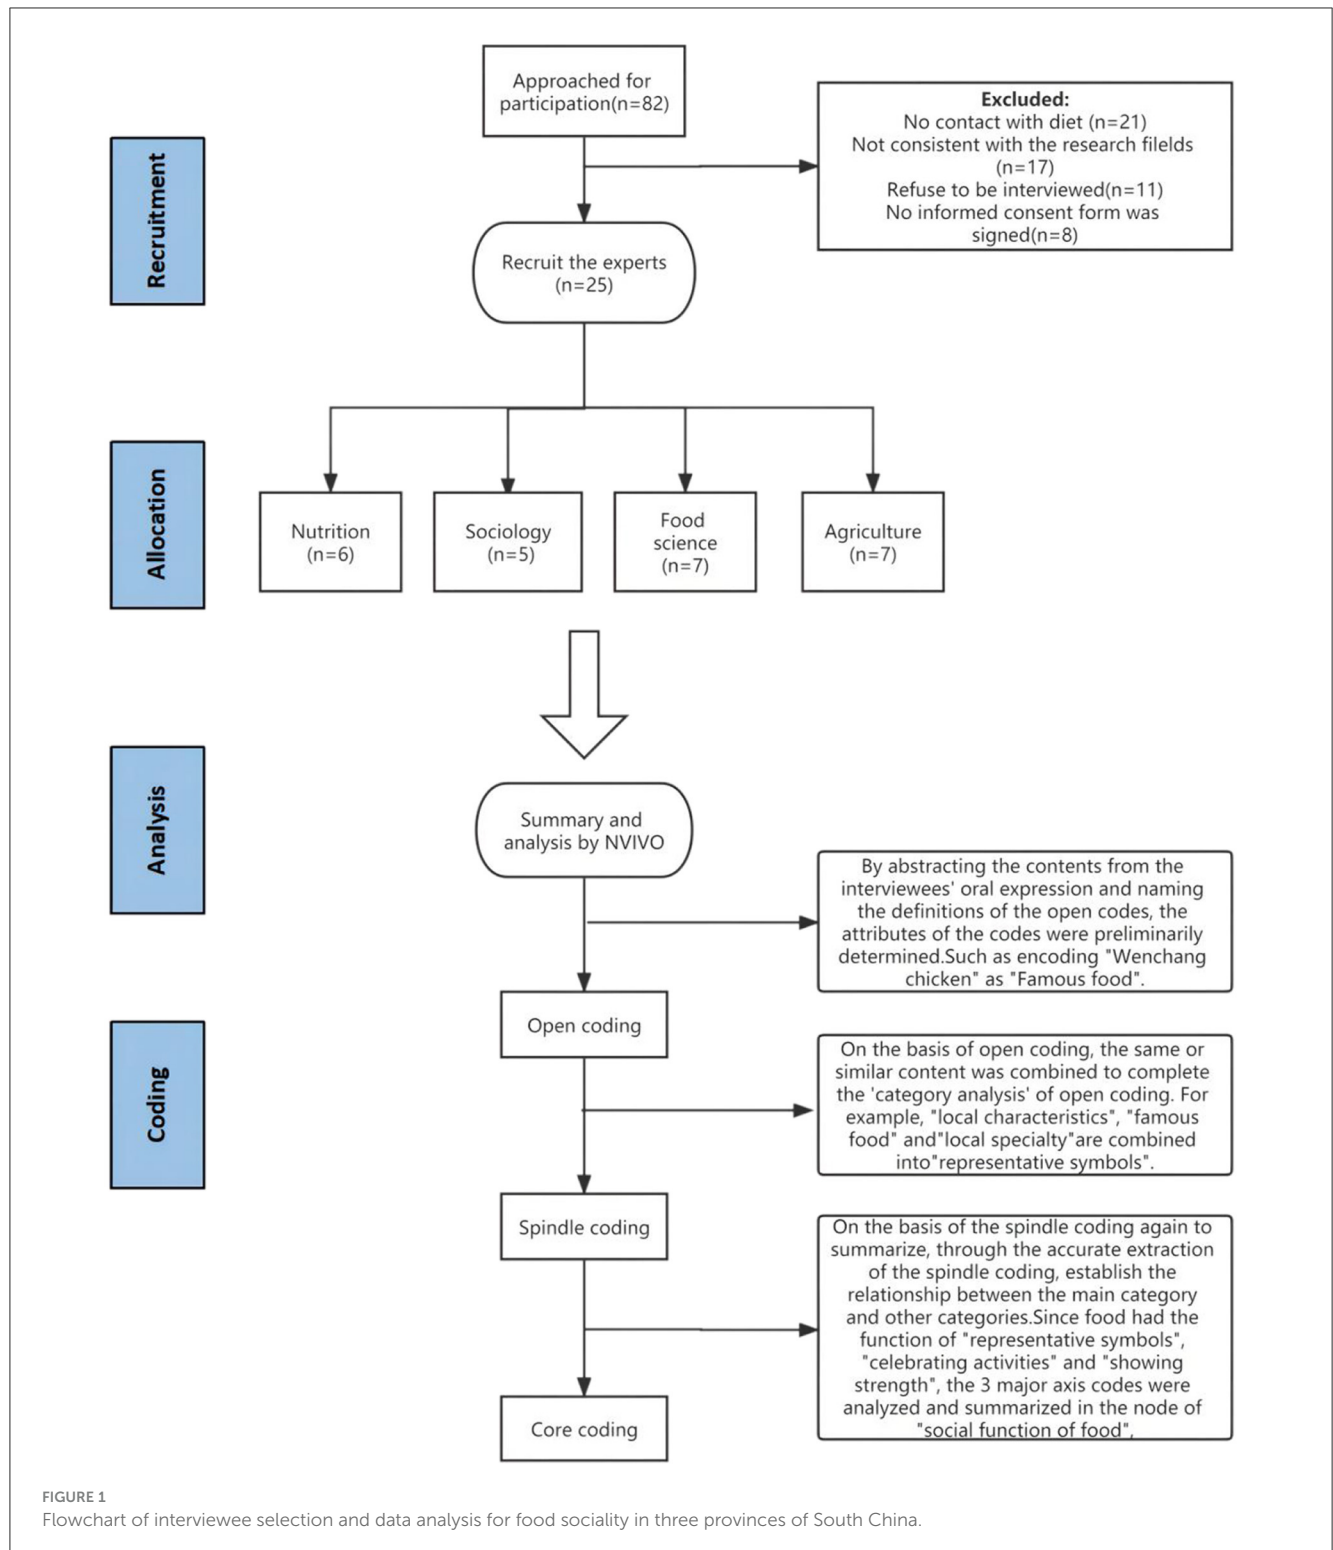 Approached for
participation(n=82)
Excluded:
No contact with diet (n=21)
Not consistent with the research filelds
(n=17)
Refuse to be interviewed(n=11)
No informed consent form was
signed(n=8)
Recruitment
Recruit the experts
(n=25)
Allocation
Nutrition
(n=6)
Sociology
(n=5)
Food
science
(n=7)
Agriculture
(n=7)
Analysis
Summary and
analysis by NVIVO
By abstracting the contents from the
interviewees' oral expression and naming
the definitions of the open codes, the
attributes of the codes were preliminarily
determined.Such as encoding "Wenchang
chicken" as "Famous food".
Coding
Open coding
On the basis of open coding, the same or
similar content was combined to complete
the 'category analysis' of open coding. For
example, "local characteristics", "famous
food" and"local specialty"are combined
into"representative symbols".
Spindle coding
On the basis of the spindle coding again to
summarize, through the accurate extraction
of the spindle coding, establish the
relationship between the main category
and other categories.Since food had the
function of "representative symbols",
"celebrating activities" and "showing
strength", the 3 major axis codes were
analyzed and summarized in the node of
"social function of food",
Core coding
FIGURE 1
Flowchart of interviewee selection and data analysis for food sociality in three provinces of South China.